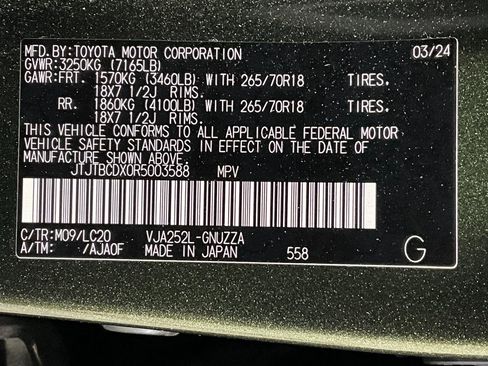 MFD. BY: TOYOTA MOTOR CORPORATION 03/24
GVWR: 3250KG (7165LB)
GAWR: FRT. 1570KG (3460LB) WITH 265/70R18 TIRES.
18X7 1/2J RIMS.
RR. 1860KG (4100LB) WITH 265/70R18 TIRES.
18X7 1/2J RIMS.
THIS VEHICLE CONFORMS TO ALL APPLICABLE FEDERAL MOTOR
VEHICLE SAFETY STANDARDS IN EFFECT ON THE DATE OF
MANUFACTURE SHOWN ABOVE.
JTJTBCDX0R5003588 MPV
C/TR: M09/LC20 VJA252L-GNUZZA
A/TM: /AJA0F MADE IN JAPAN 558 G